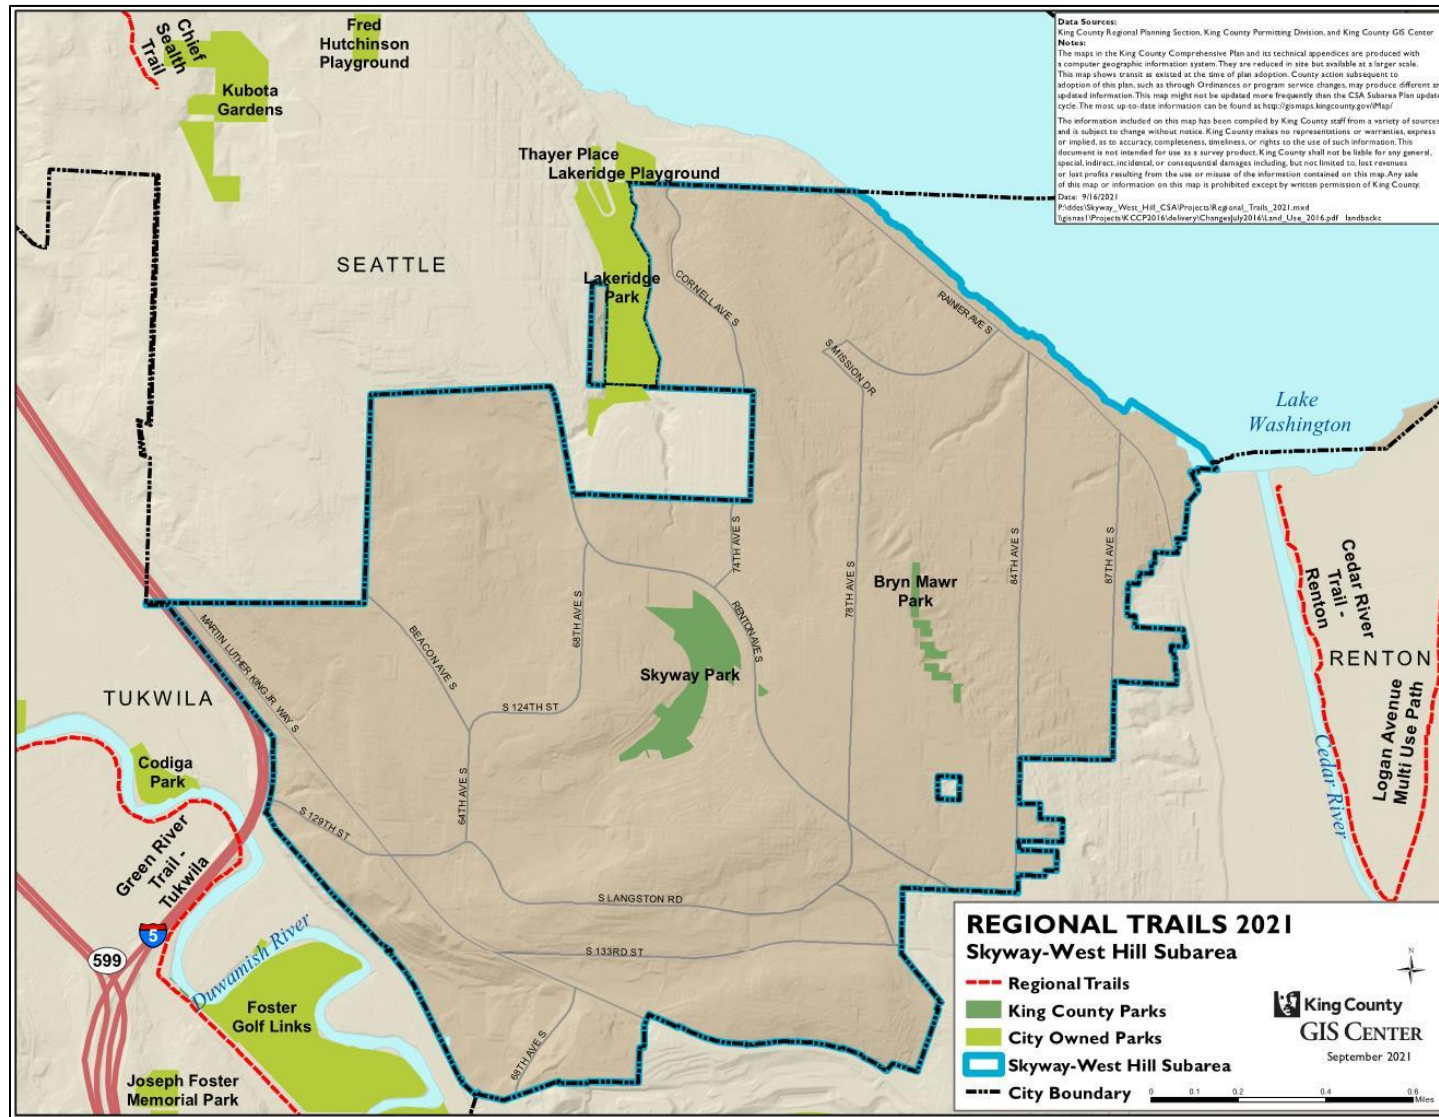 Chief
Sealth
Trail
Fred
Hutchinson
Playground
Kubota
Gardens
Data Sources:
King County Regional Planning Section, King County Permitting Division, and King County GIS Center
Notes:
The maps in the King County Comprehensive Plan and its technical appendices are produced with
a computer geographic information system. They are reduced in size but available at a larger scale.
This map shows transit as existed at the time of plan adoption. County action subsequent to
adoption of this plan, such as through Ordinances or program service changes, may produce different an
updated information. This map might not be updated more frequently than the CSA Subarea Plan update
cycle. The most up-to-date information can be found at http://gismaps.kingcounty.gov/iMap/
The information included on this map has been compiled by King County staff from a variety of sources
and is subject to change without notice. King County makes no representations or warranties, express
or implied, as to accuracy, completeness, timeliness, or rights to the use of such information. This
document is not intended for use as a survey product. King County shall not be liable for any general,
special, indirect, incidental, or consequential damages including, but not limited to, lost revenues
or lost profits resulting from the use or misuse of the information contained on this map. Any sale
of this map or information on this map is prohibited except by written permission of King County.
Date: 9/16/2021
P:\ddes\Skyway_West_Hill_CSA\Projects\Regional_Trails_2021.mxd
\\gisnas1\Projects\KCCP2016\delivery\ChangesJuly2016\Land_Use_2016.pdf landbackc
Thayer Place
Lakeridge Playground
SEATTLE
Lakeridge
Park
CORNELL AVE S
RAINIER AVE S
S MISSION DR
Lake
Washington
74TH AVE S
78TH AVE S
84TH AVE S
87TH AVE S
Bryn Mawr
Park
Cedar River
Trail -
Renton
RENTON
MARTIN LUTHER KING JR WAY S
BEACON AVE S
68TH AVE S
RENTON AVE S
Skyway Park
S 124TH ST
TUKWILA
Codiga
Park
64TH AVE S
S 129TH ST
Cedar River
Logan Avenue
Multi Use Path
Green River
Trail -
Tukwila
S LANGSTON RD
S 133RD ST
5
599
Duwamish River
Foster
Golf Links
68TH AVE S
Joseph Foster
Memorial Park
REGIONAL TRAILS 2021
Skyway-West Hill Subarea
Regional Trails
King County Parks
City Owned Parks
Skyway-West Hill Subarea
City Boundary
N
King County
GIS CENTER
September 2021
0 0.1 0.2 0.4 0.6
Miles